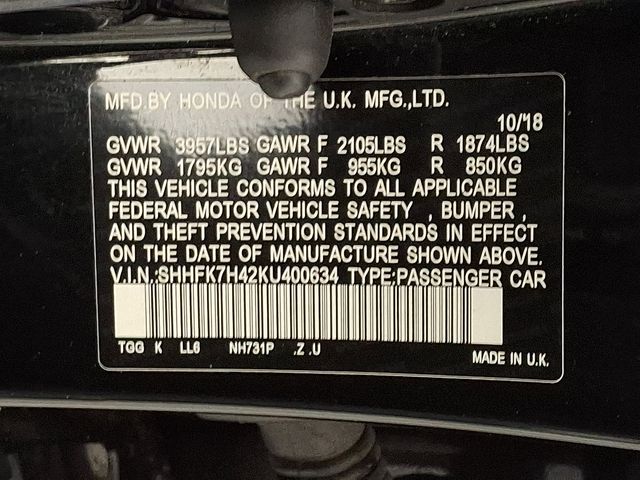 MFD.BY HONDA OF THE U.K. MFG.,LTD.
10/18
GVWR 3957LBS GAWR F 2105LBS R 1874LBS
GVWR 1795KG GAWR F 955KG R 850KG
THIS VEHICLE CONFORMS TO ALL APPLICABLE
FEDERAL MOTOR VEHICLE SAFETY , BUMPER ,
AND THEFT PREVENTION STANDARDS IN EFFECT
ON THE DATE OF MANUFACTURE SHOWN ABOVE.
V.I.N.:SHHFK7H42KU400634 TYPE:PASSENGER CAR
TGG K LL6 NH731P .Z .U
MADE IN U.K.